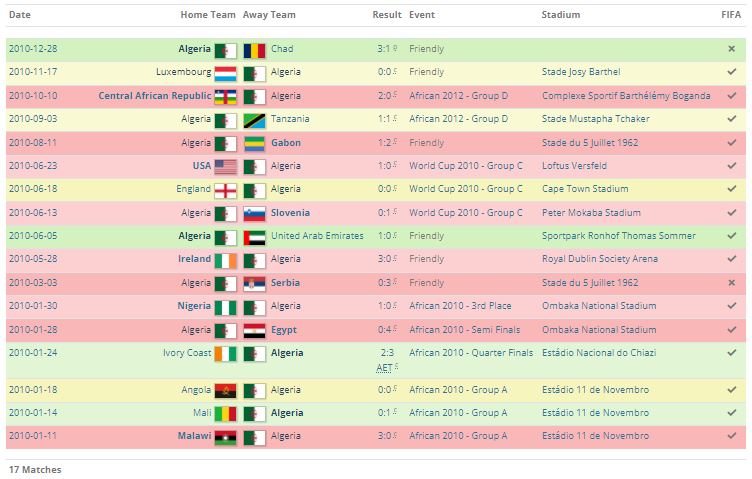 Date Home Team Away Team Result Event Stadium FIFA
2010-12-28 Algeria Chad 3:1 Friendly
2010-11-17 Luxembourg Algeria 0:0 Friendly Stade Josy Barthel
2010-10-10 Central African Republic Algeria 2:0 African 2012 - Group D Complexe Sportif Barthélémy Boganda
2010-09-03 Algeria Tanzania 1:1 African 2012 - Group D Stade Mustapha Tchaker
2010-08-11 Algeria Gabon 1:2 Friendly Stade du 5 Juillet 1962
2010-06-23 USA Algeria 1:0 World Cup 2010 - Group C Loftus Versfeld
2010-06-18 England Algeria 0:0 World Cup 2010 - Group C Cape Town Stadium
2010-06-13 Algeria Slovenia 0:1 World Cup 2010 - Group C Peter Mokaba Stadium
2010-06-05 Algeria United Arab Emirates 1:0 Friendly Sportpark Ronhof Thomas Sommer
2010-05-28 Ireland Algeria 3:0 Friendly Royal Dublin Society Arena
2010-03-03 Algeria Serbia 0:3 Friendly Stade du 5 Juillet 1962
2010-01-30 Nigeria Algeria 1:0 African 2010 - 3rd Place Ombaka National Stadium
2010-01-28 Algeria Egypt 0:4 African 2010 - Semi Finals Ombaka National Stadium
2010-01-24 Ivory Coast Algeria 2:3 African 2010 - Quarter Finals Estádio Nacional do Chiazi
AET
2010-01-18 Angola Algeria 0:0 African 2010 - Group A Estádio 11 de Novembro
2010-01-14 Mali Algeria 0:1 African 2010 - Group A Estádio 11 de Novembro
2010-01-11 Malawi Algeria 3:0 African 2010 - Group A Estádio 11 de Novembro
17 Matches